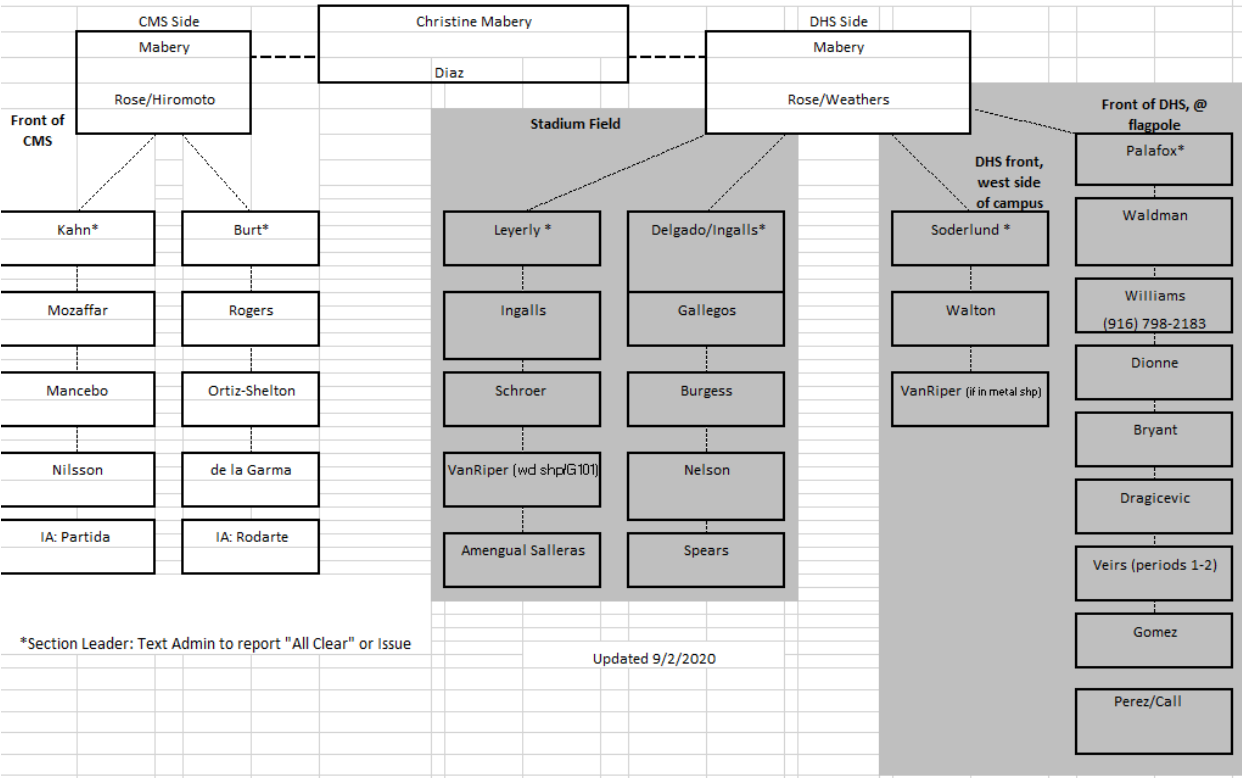 CMS Side
Christine Mabery
DHS Side
Mabery
Diaz
Mabery
Rose/Hiromoto
Rose/Weathers
Front of
CMS
Stadium Field
Front of DHS, @
flagpole
Palafox*
DHS front,
west side
of campus
Kahn*
Burt*
Leyerly *
Delgado/Ingalls*
Soderlund *
Waldman
Mozaffar
Rogers
Ingalls
Gallegos
Walton
Williams
(916) 798-2183
Mancebo
Ortiz-Shelton
Schroer
Burgess
VanRiper (if in metal shp)
Dionne
Bryant
Nilsson
de la Garma
VanRiper (wd shp/G101)
Nelson
Dragicevic
IA: Partida
IA: Rodarte
Amengual Salleras
Spears
Veirs (periods 1-2)
Gomez
*Section Leader: Text Admin to report "All Clear" or Issue
Updated 9/2/2020
Perez/Call